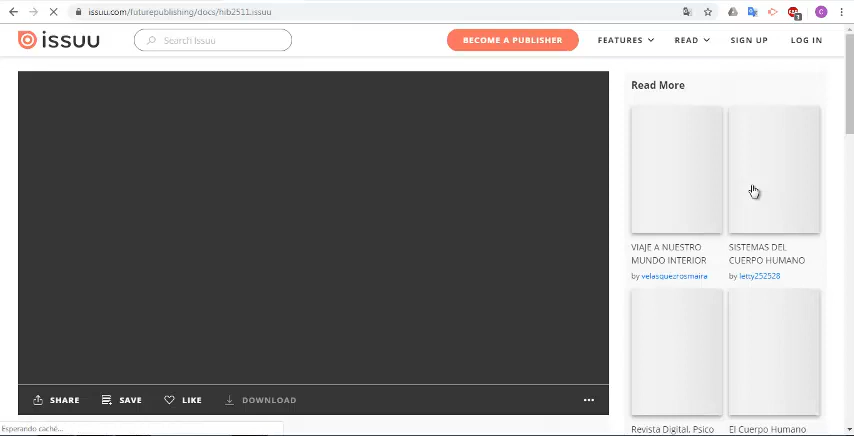 issuu.com/futurepublishing/docs/hib2511.issuu
issuu
Search Issuu
BECOME A PUBLISHER
FEATURES
READ
SIGN UP
LOG IN
Read More
VIAJE A NUESTRO
MUNDO INTERIOR
by velasquezrosmaira
SISTEMAS DEL
CUERPO HUMANO
by letty252528
SHARE
SAVE
LIKE
DOWNLOAD
Revista Digital, Psico
El Cuerpo Humano
Esperando caché...